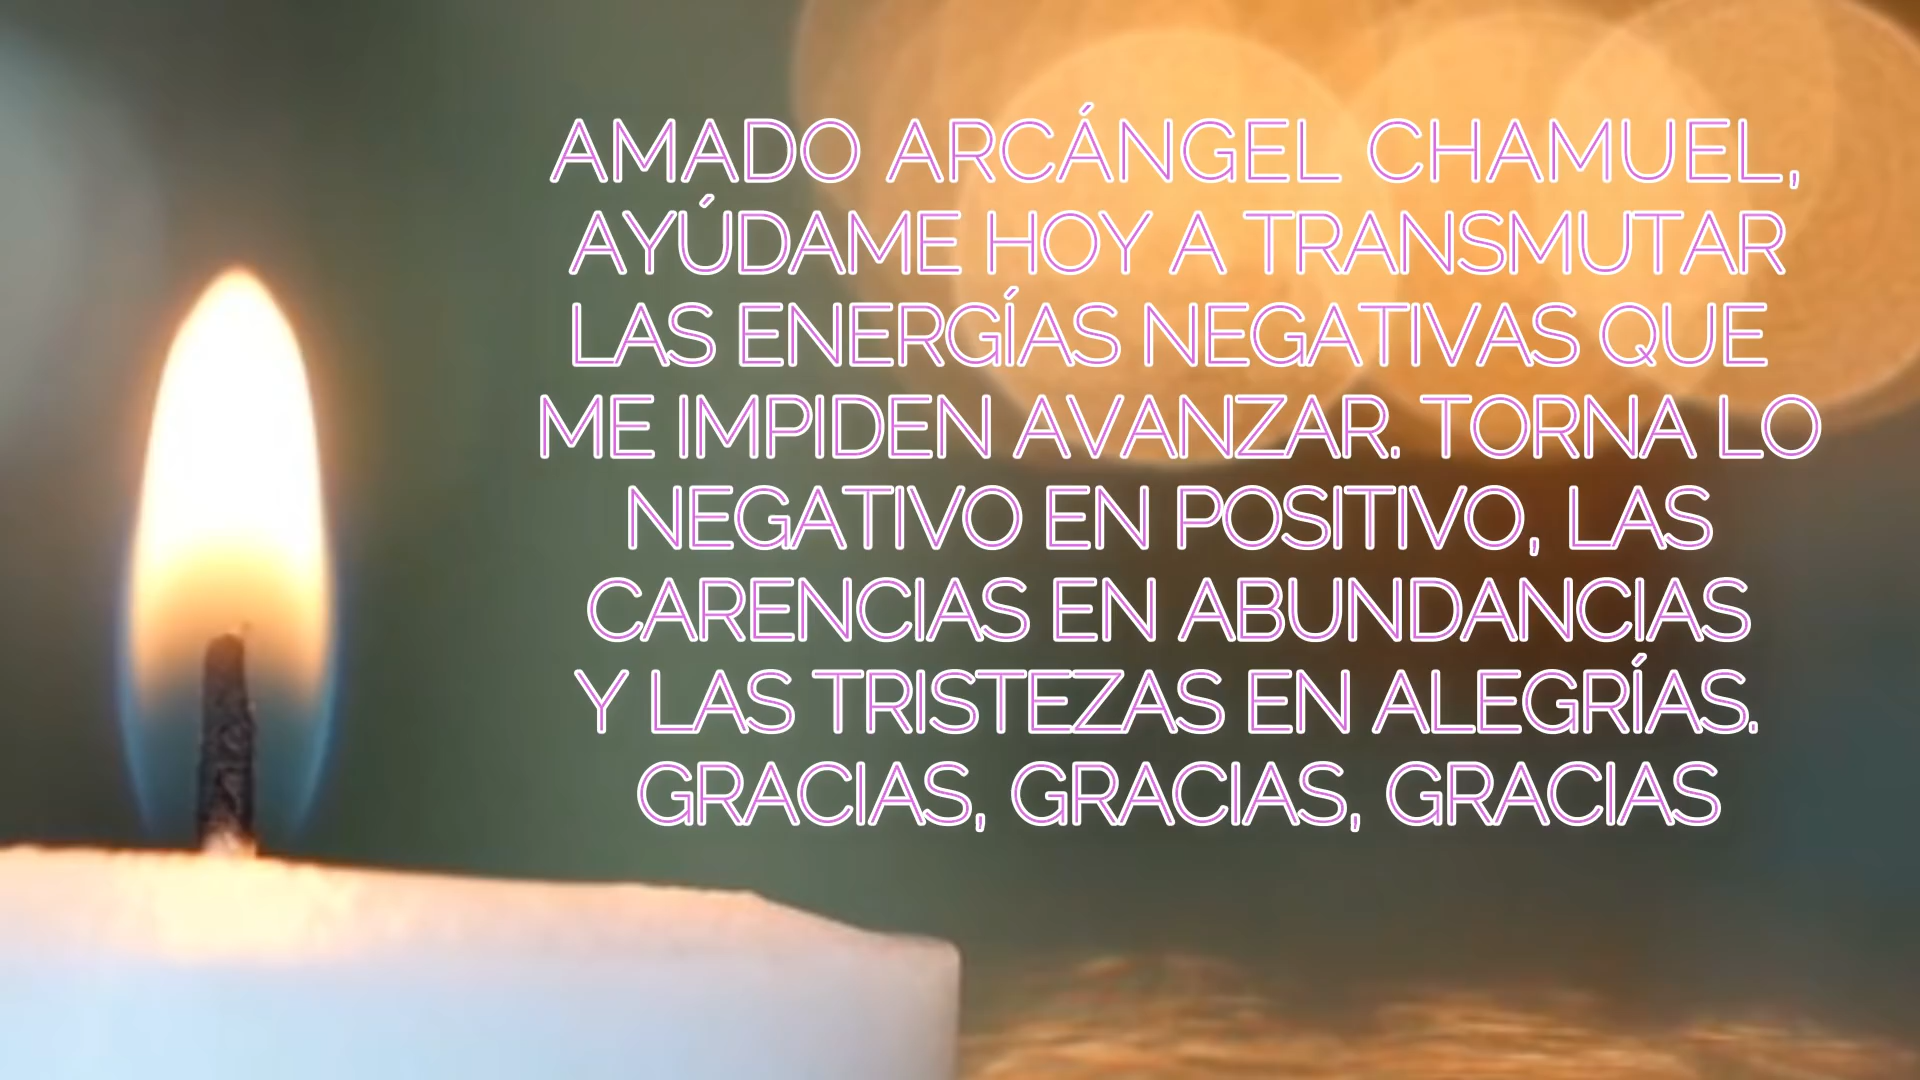 AMADO ARCÁNGEL CHAMUEL,
AYÚDAME HOY A TRANSMUTAR
LAS ENERGÍAS NEGATIVAS QUE
ME IMPIDEN AVANZAR. TORNA LO
NEGATIVO EN POSITIVO, LAS
CARENCIAS EN ABUNDANCIAS
Y LAS TRISTEZAS EN ALEGRÍAS.
GRACIAS, GRACIAS, GRACIAS